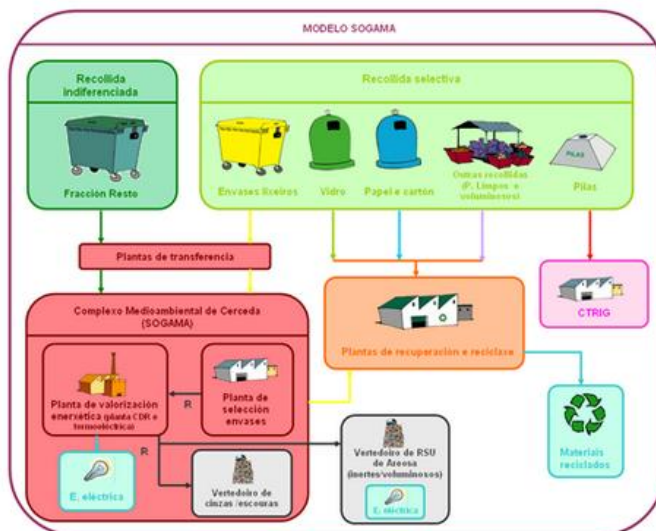 MODELO SOGAMA
Recollida
indiferenciada
Fracción Resto
Recollida selectiva
Envases lixeiros
Vidro
Papel e cartón
Outras recollidas
(P. Limpos e
voluminosos)
PILAS
Pilas
Plantas de transferencia
Complexo Medioambiental de Cerceda
(SOGAMA)
Planta de valorización
enerxética (planta CDR e
termoeléctrica)
R
Planta de
selección
envases
R
E. eléctrica
Vertedoiro de
cinzas /escouras
Plantas de recuperación e reciclaxe
CTRIG
Vertedoiro de RSU
de Areosa
(inertes/voluminosos)
E. eléctrica
Materiais
reciclados